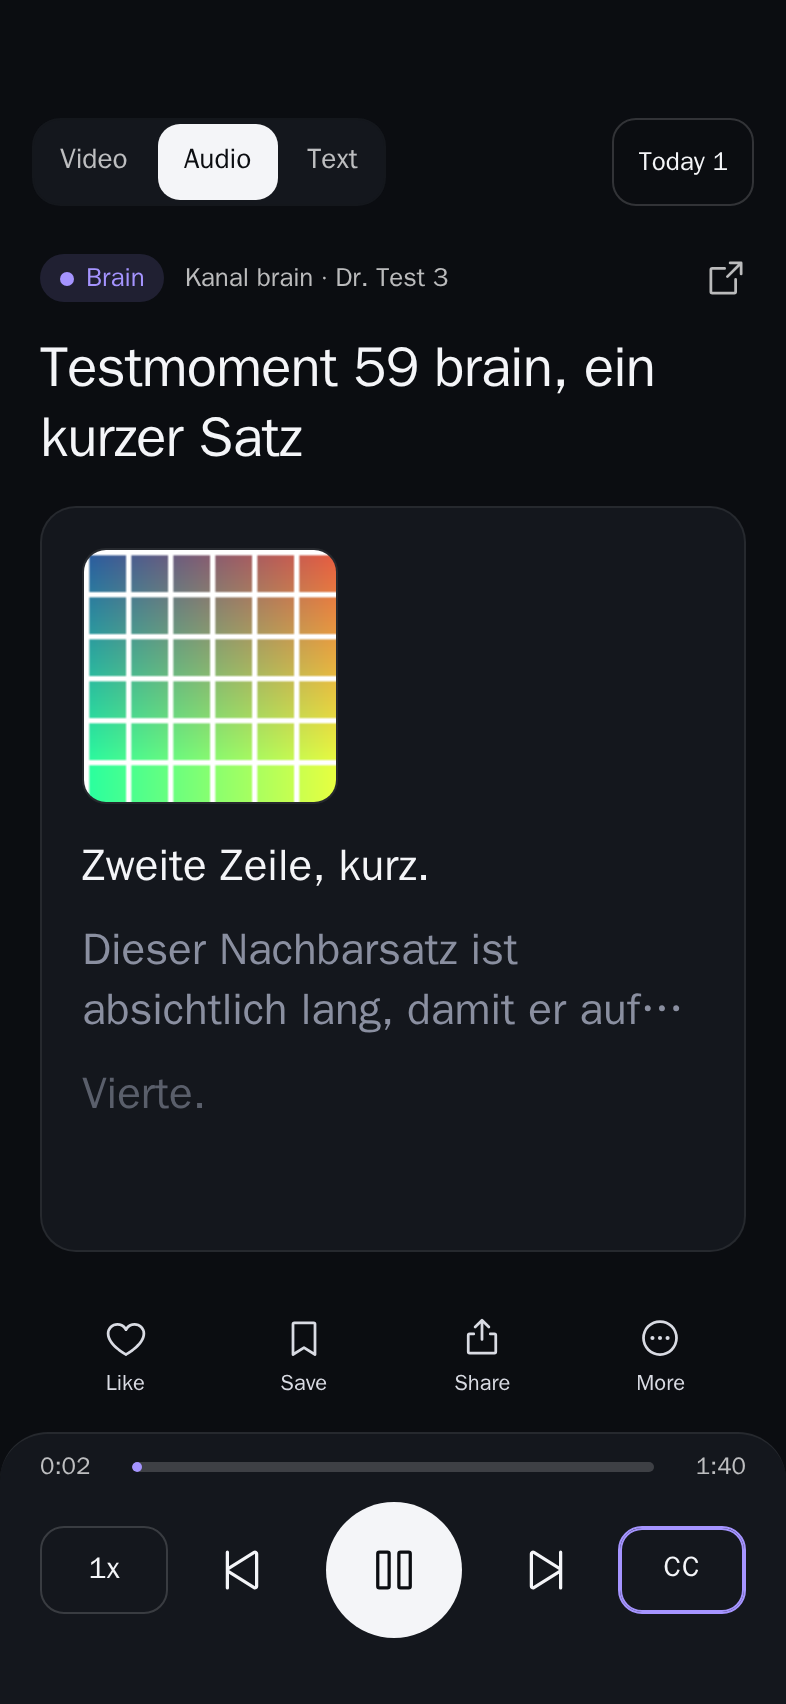 Video Audio Text Today 1
Brain Kanal brain · Dr. Test 3
Testmoment 59 brain, ein
kurzer Satz
Zweite Zeile, kurz.
Dieser Nachbarsatz ist
absichtlich lang, damit er auf···
Vierte.
Like Save Share More
0:02 1:40
1x CC